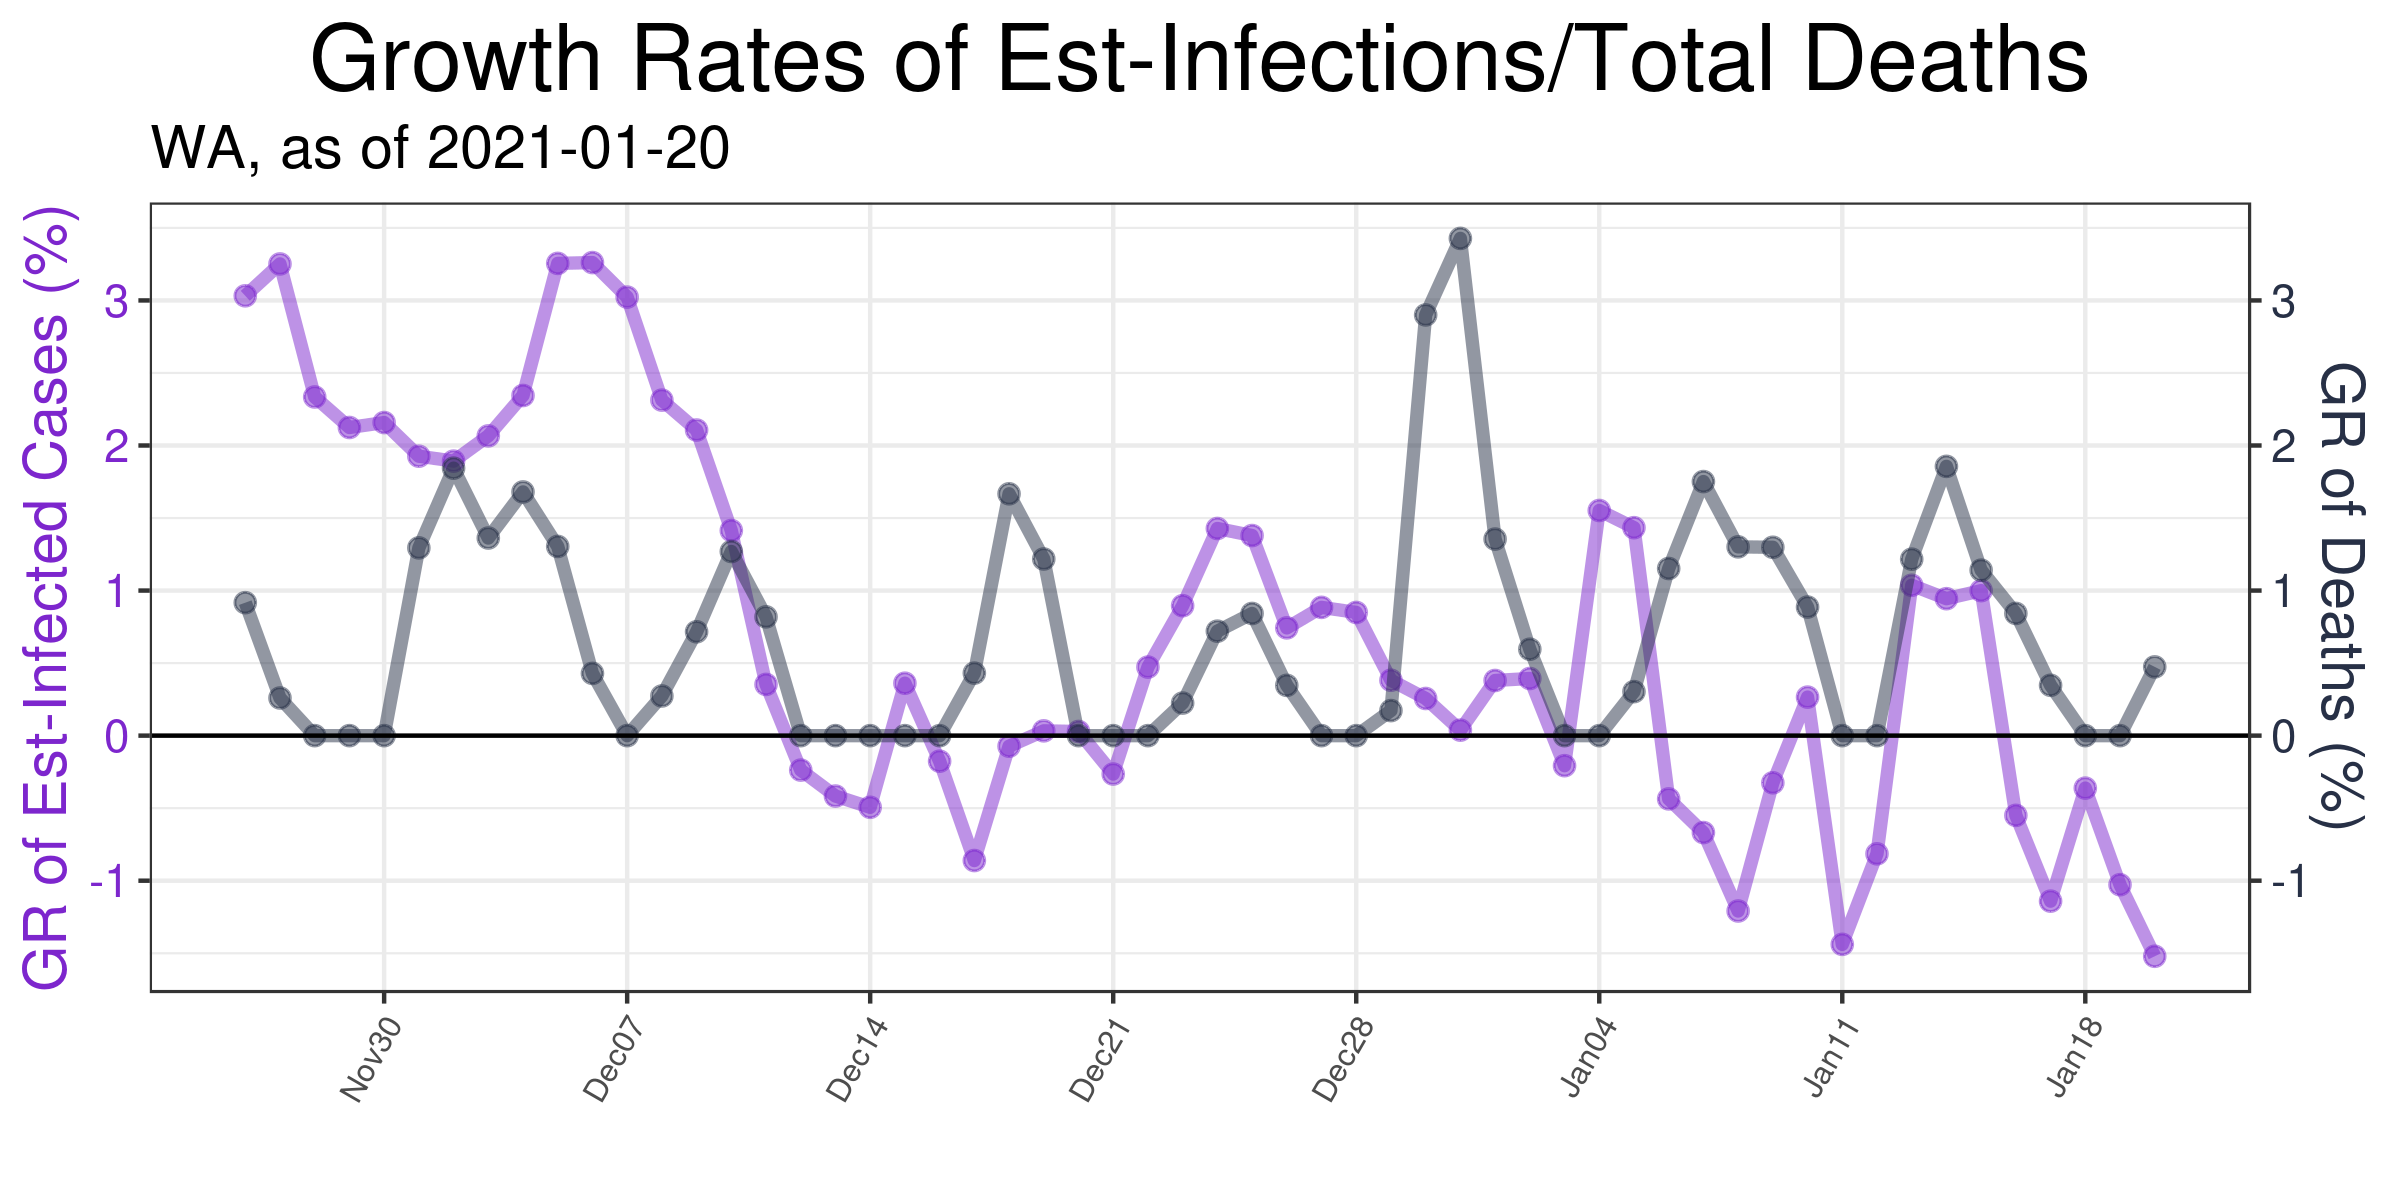 Growth Rates of Est-Infections/Total Deaths
WA, as of 2021-01-20
GR of Est-Infected Cases (%)
3
2
1
0
-1
3
2
1
0
-1
GR of Deaths (%)
Nov30
Dec07
Dec14
Dec21
Dec28
Jan04
Jan11
Jan18